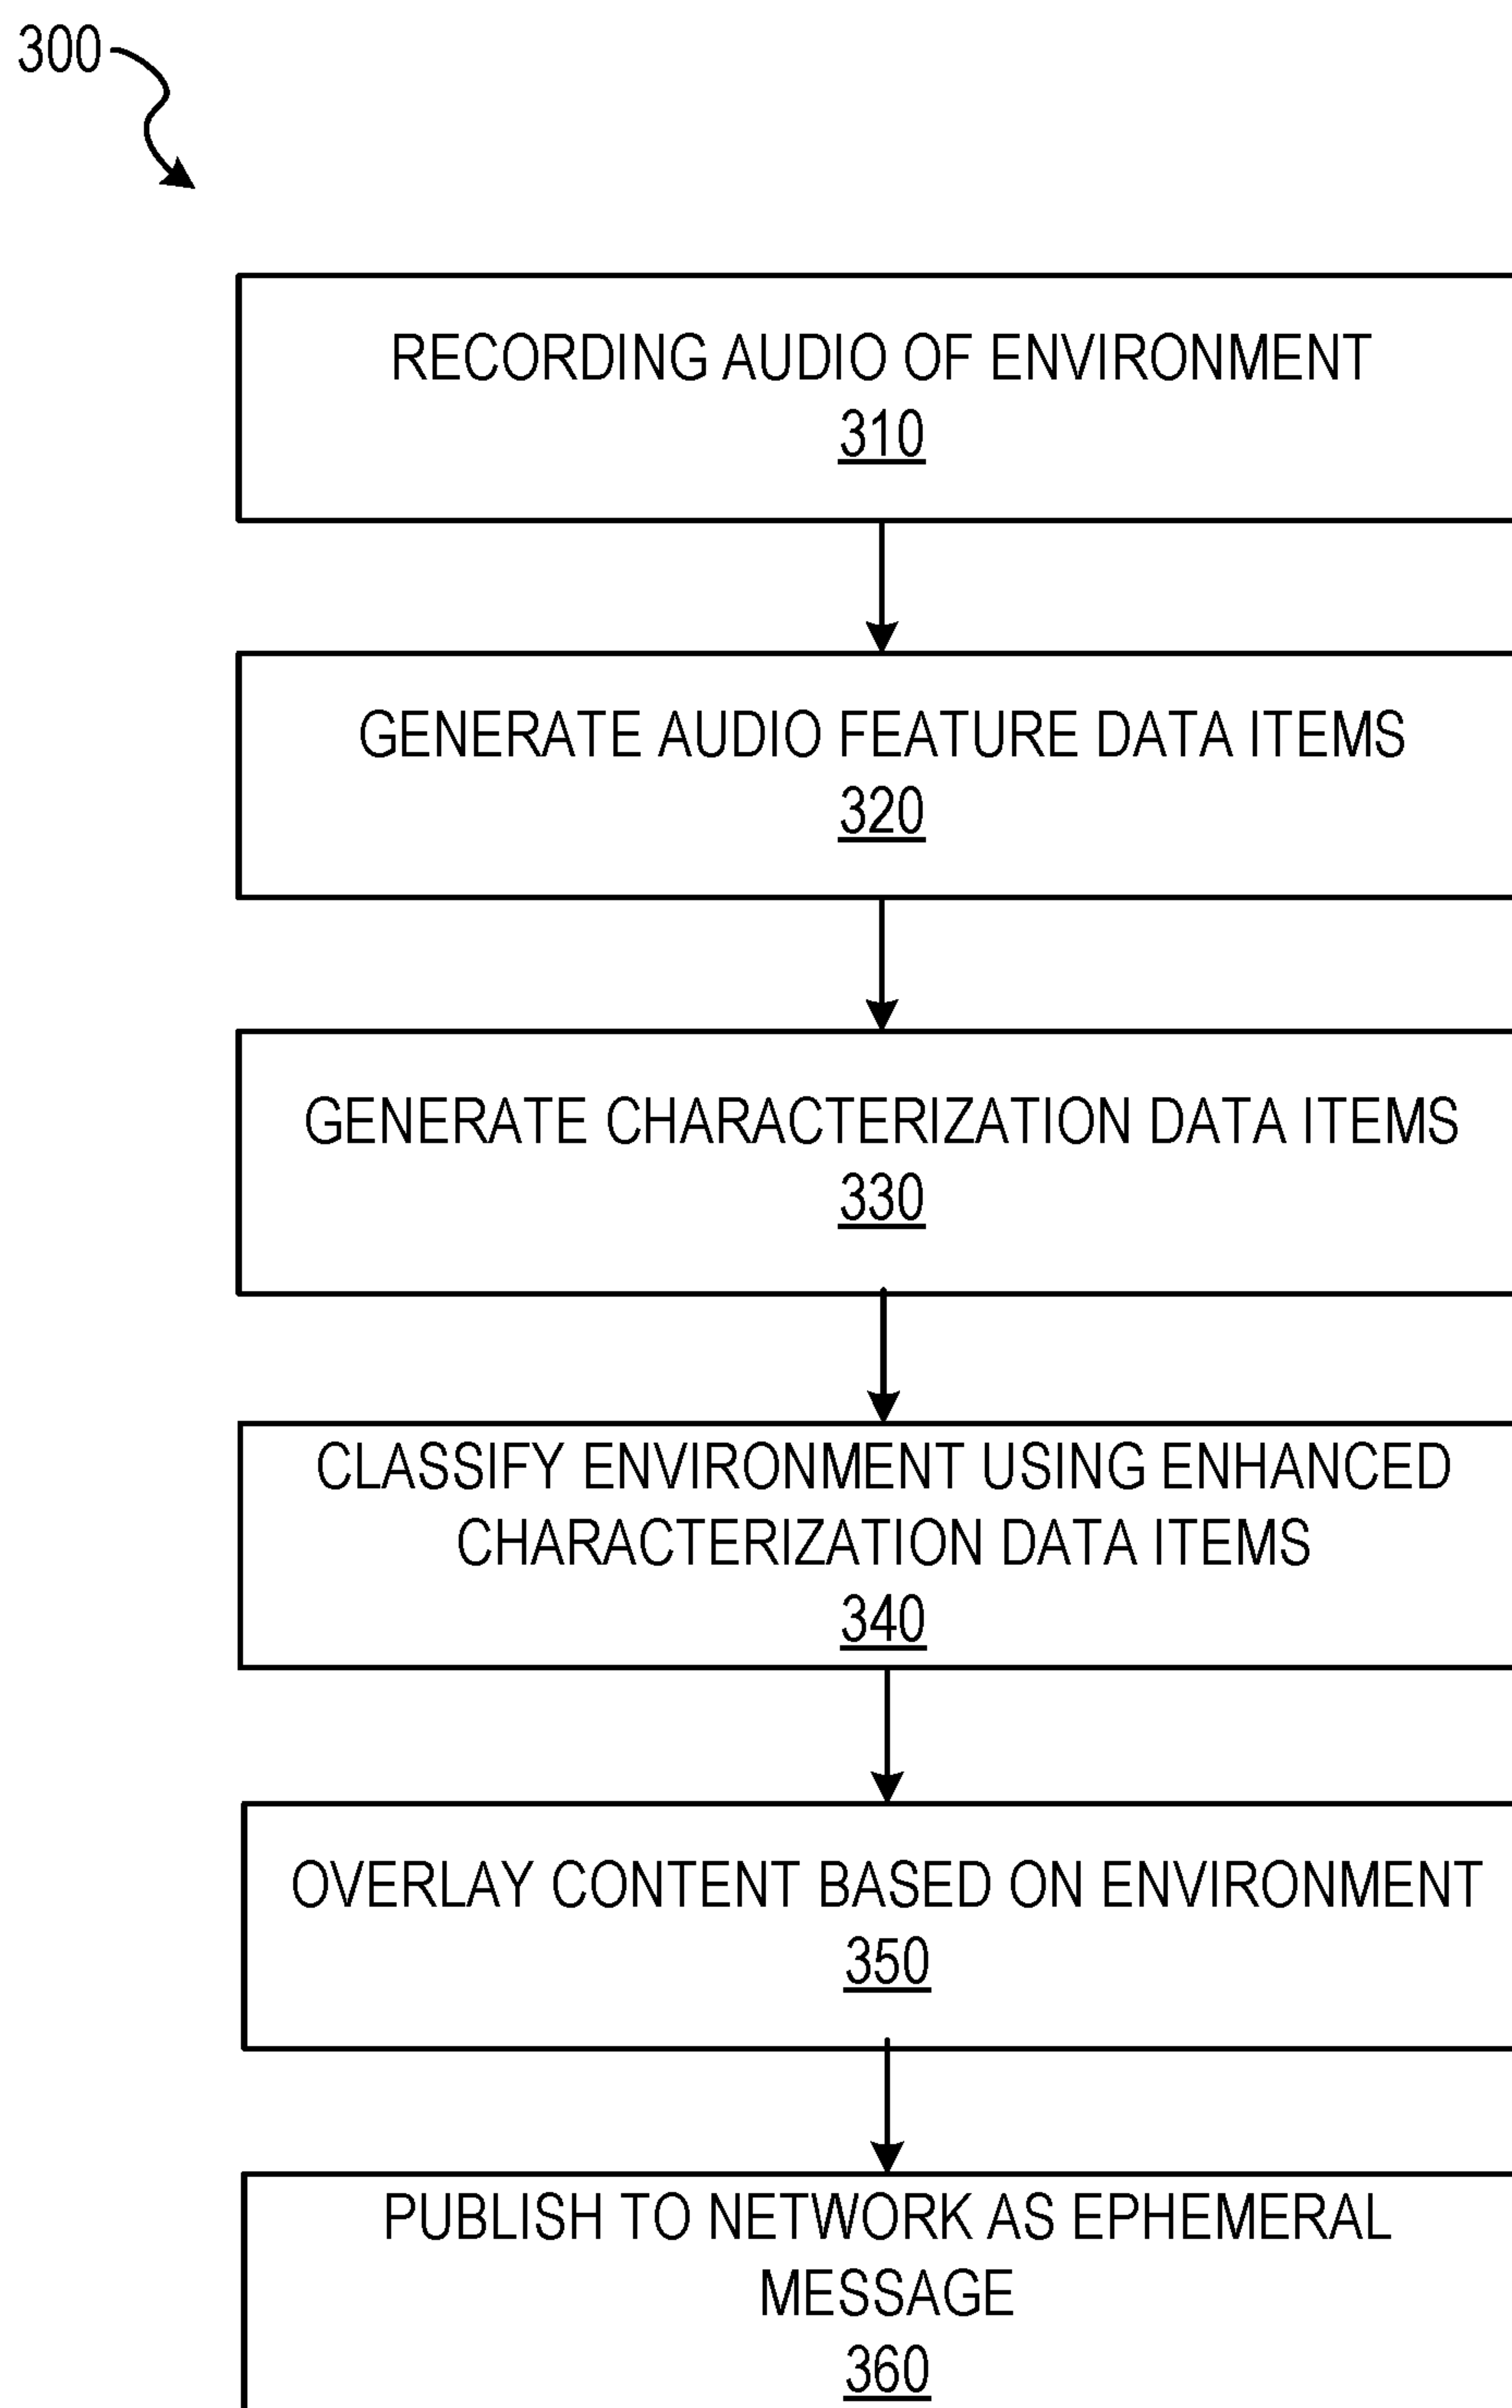 300
RECORDING AUDIO OF ENVIRONMENT
310
GENERATE AUDIO FEATURE DATA ITEMS
320
GENERATE CHARACTERIZATION DATA ITEMS
330
CLASSIFY ENVIRONMENT USING ENHANCED
CHARACTERIZATION DATA ITEMS
340
OVERLAY CONTENT BASED ON ENVIRONMENT
350
PUBLISH TO NETWORK AS EPHEMERAL
MESSAGE
360